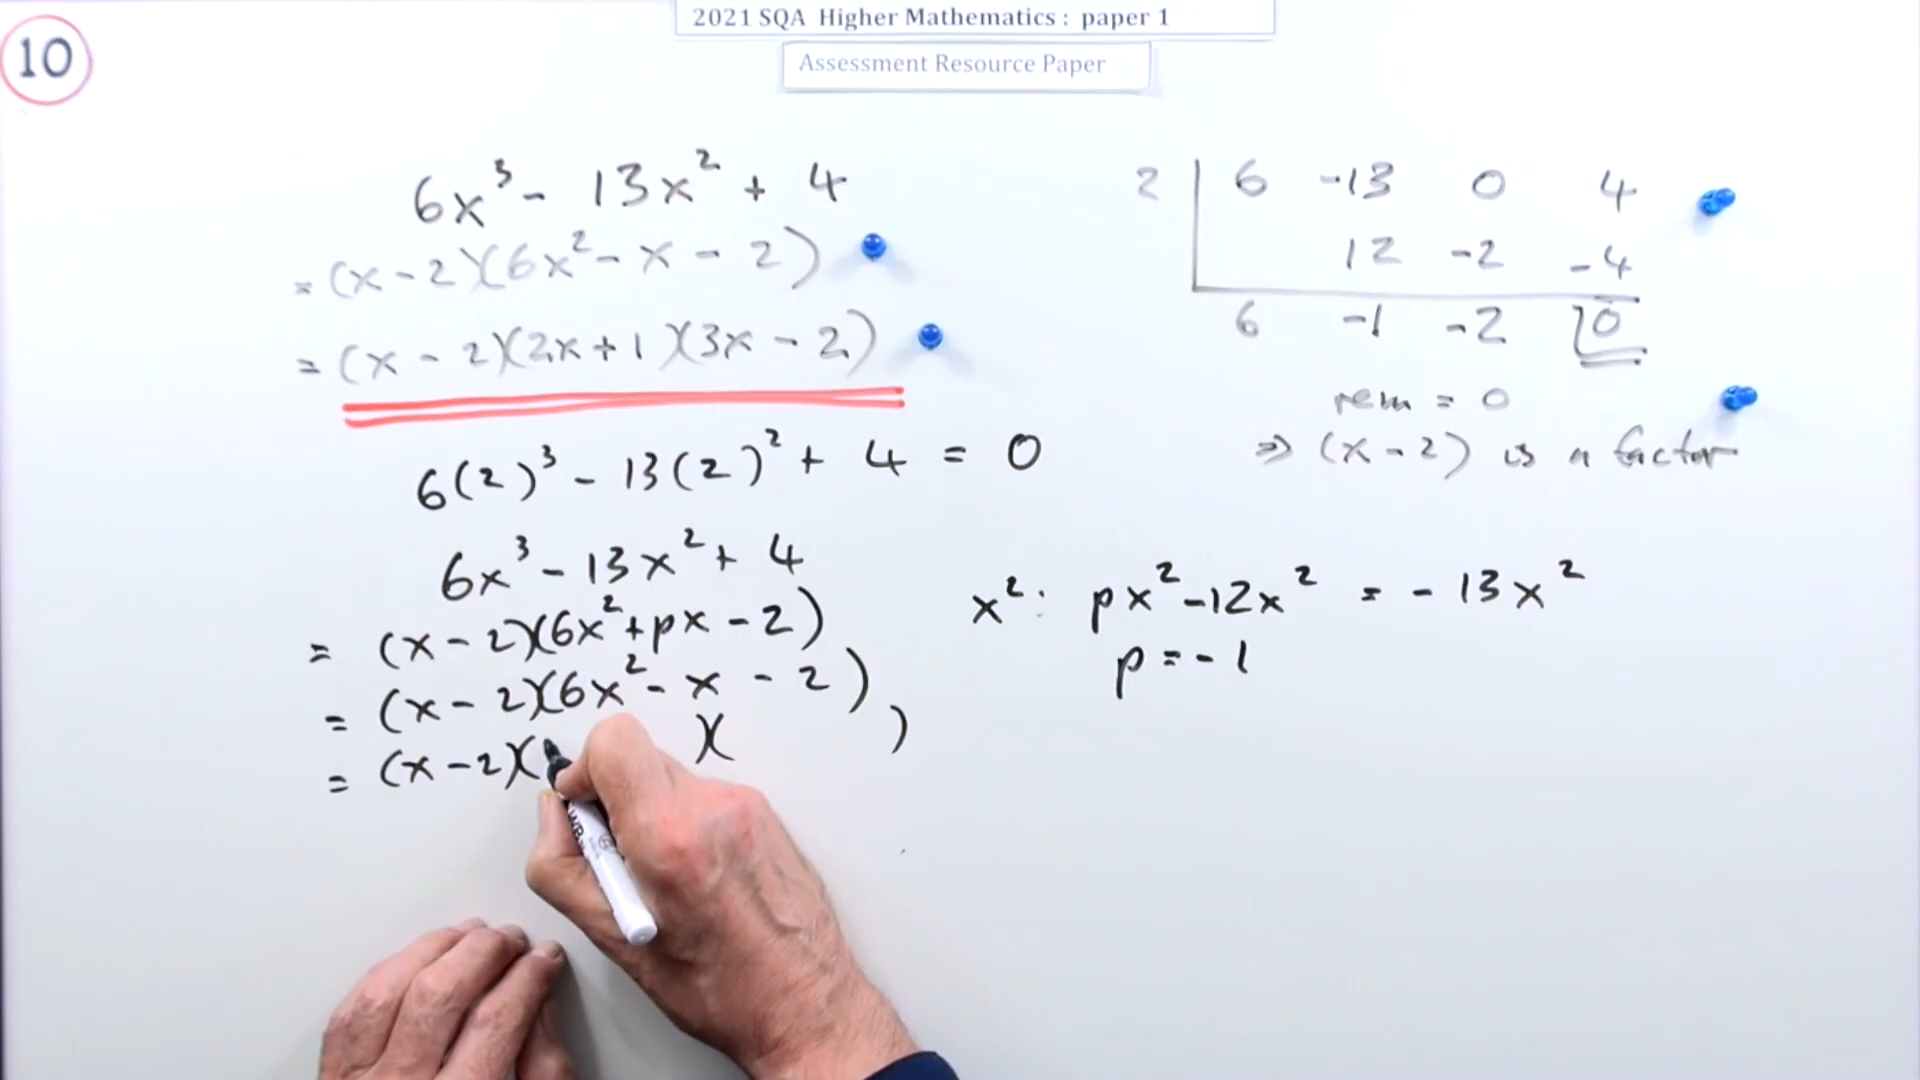 2021 SQA Higher Mathematics : paper 1
Assessment Resource Paper
10
6x³ - 13x² + 4
= (x - 2)(6x² - x - 2)
= (x - 2)(2x + 1)(3x - 2)
6(2)³ - 13(2)² + 4 = 0
6x³ - 13x² + 4
= (x - 2)(6x² + px - 2)
= (x - 2)(6x² - x - 2)
= (x - 2)( )( )
2 | 6 -13 0 4
12 -2 -4
6 -1 -2 0
rem = 0
⇒ (x - 2) is a factor
x²: px² - 12x² = - 13x²
p = - 1